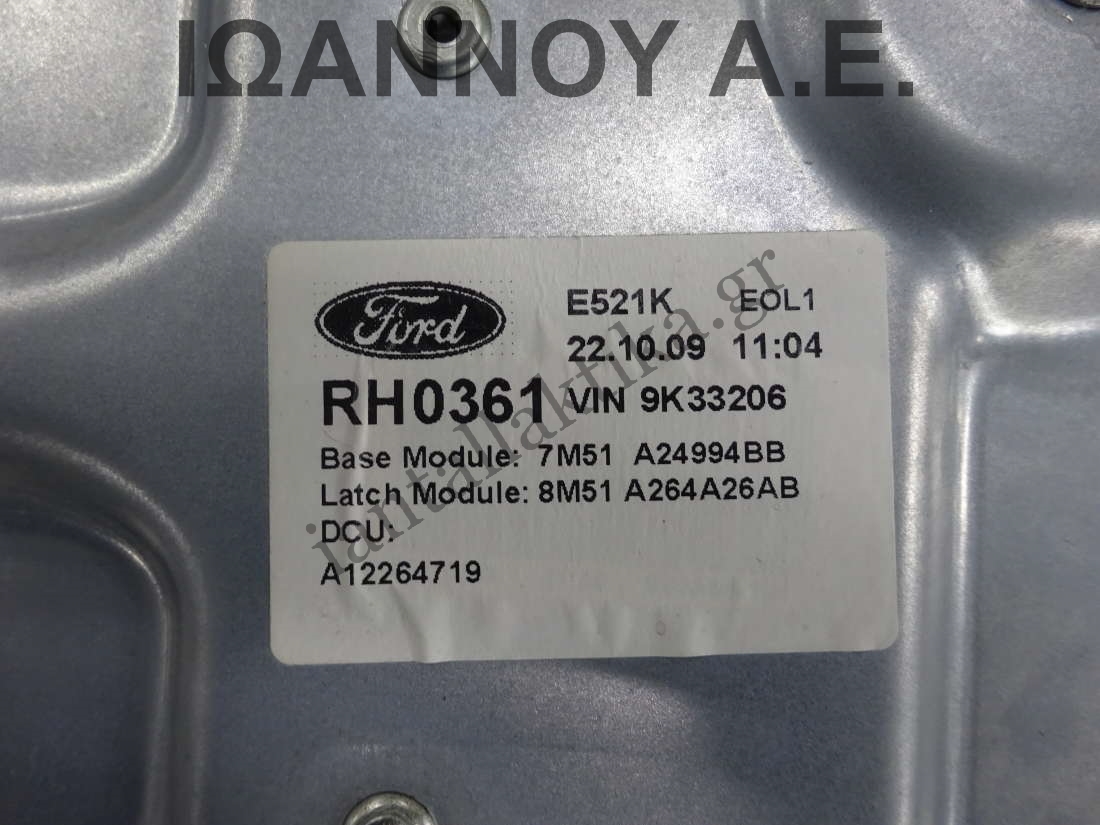 ΙΩΑΝΝΟΥ Α.Ε.
Ford
E521K EOL1
22.10.09 11:04
RH0361 VIN 9K33206
Base Module: 7M51 A24994BB
Latch Module: 8M51 A264A26AB
DCU:
A12264719
iantallaktika.gr